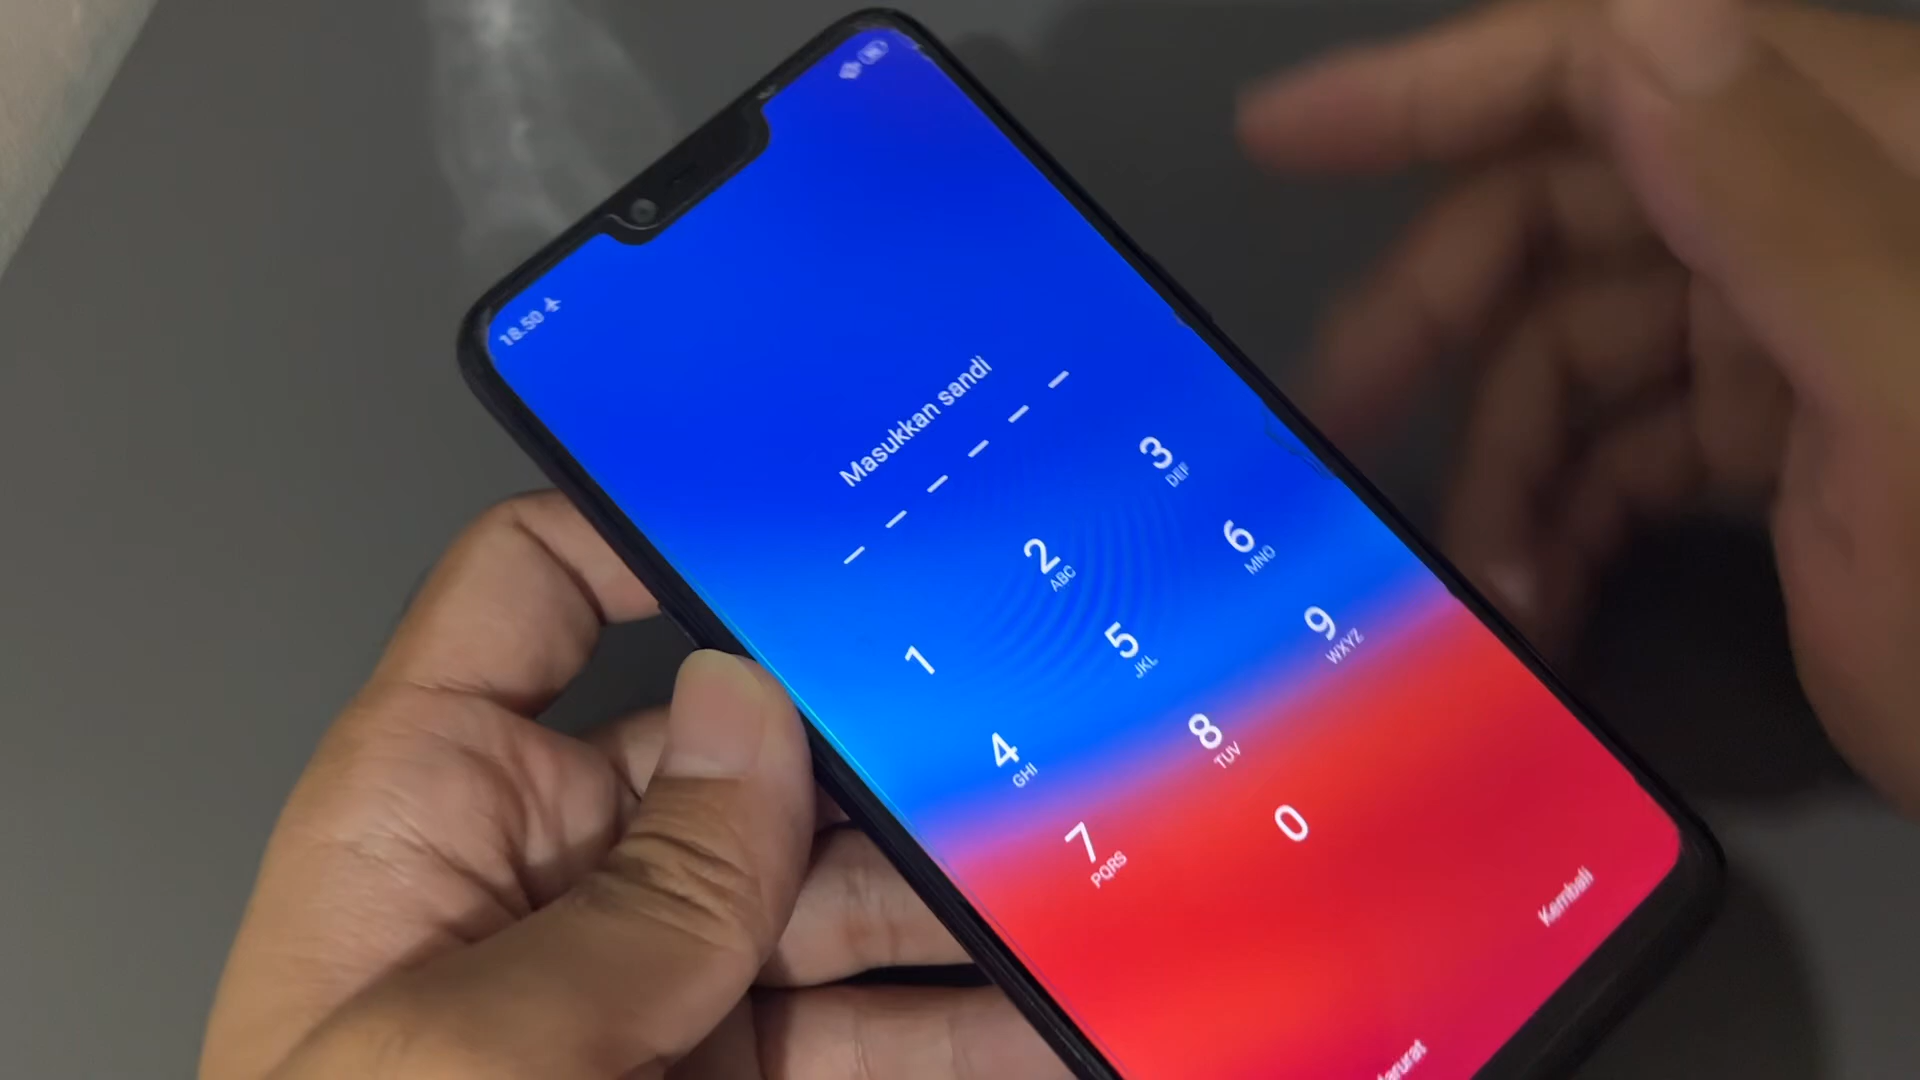 18.50
Masukkan sandi
1
2 ABC
3 DEF
4 GHI
5 JKL
6 MNO
7 PQRS
8 TUV
9 WXYZ
0
Kembali